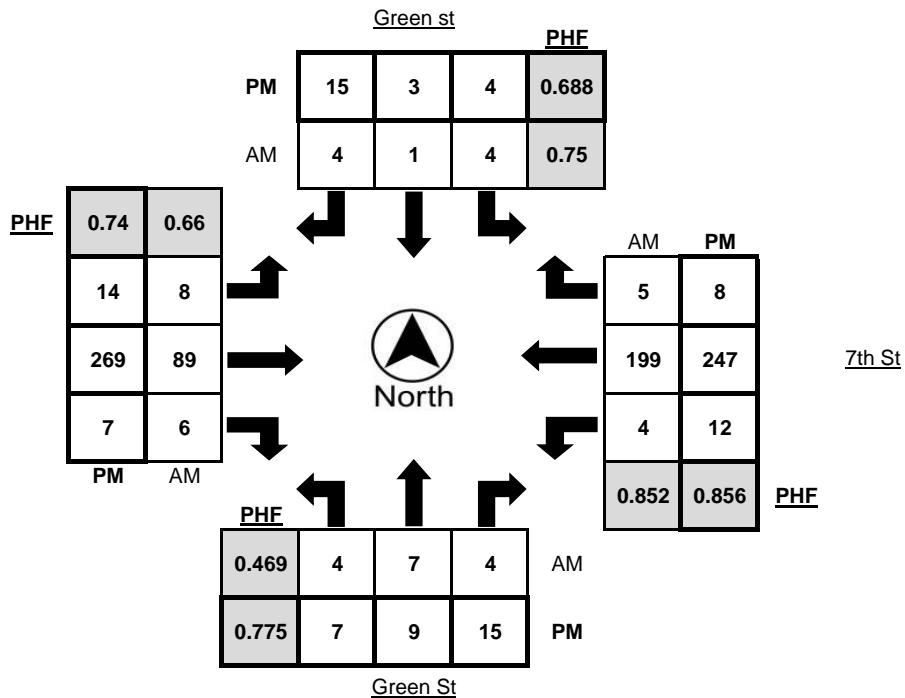 Green st
PHF
PM 15 3 4 0.688
AM 4 1 4 0.75
PHF 0.74 0.66
14 8
269 89
7 6
PM AM
North
AM PM
5 8
199 247
4 12
0.852 0.856 PHF
7th St
PHF
0.469 4 7 4 AM
0.775 7 9 15 PM
Green St